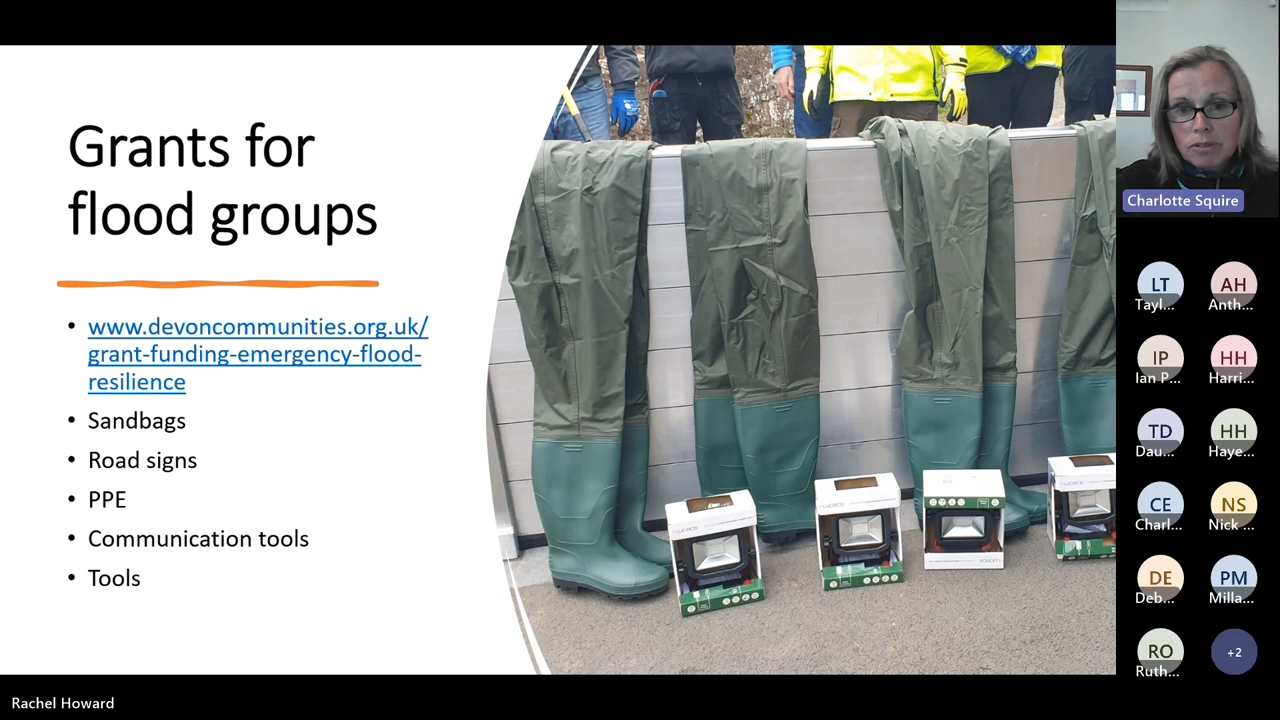 Grants for
flood groups
• www.devoncommunities.org.uk/
grant-funding-emergency-flood-
resilience
• Sandbags
• Road signs
• PPE
• Communication tools
• Tools
Charlotte Squire
LT AH
Tayl... Anth...
IP HH
Ian P... Harri...
TD HH
Dau... Haye...
CE NS
Charl... Nick ...
DE PM
Deb... Milla...
RO +2
Ruth...
Rachel Howard